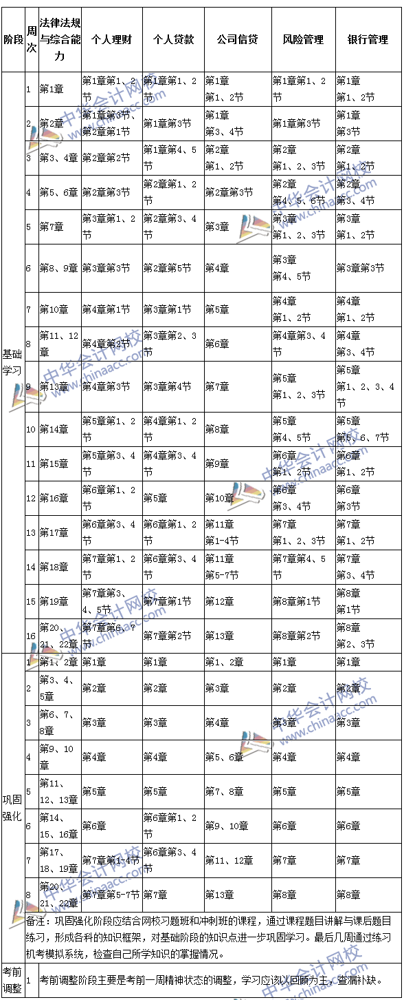 阶段 周次 法律法规与综合能力 个人理财 个人贷款 公司信贷 风险管理 银行管理
基础学习
1 第1章 第1章第1、2节 第1章第1、2节 第1章第1、2节 第1章第1、2节 第1章第1、2节
2 第2章 第1章第3节、第2章第1节 第1章第3节 第1章第3、4节 第1章第3节 第1章第3节
3 第3、4章 第2章第2节 第1章第4、5节 第2章第1、2节 第2章第1、2、3节 第2章第1、2节
4 第5、6章 第2章第3节 第2章第1、2节 第2章第3节 第2章第4、5、6节 第2章第3、4节
5 第7章 第3章第1、2节 第2章第3、4节 第3章 第3章第1、2、3节 第3章第1、2节
6 第8、9章 第3章第3节 第2章第5节 第4章 第3章第4、5节 第3章第3节
7 第10章 第4章第1节 第3章第1节 第5章 第4章第1、2节 第4章第1、2节
8 第11、12章 第4章第2节 第3章第2、3节 第6章 第4章第3、4节 第4章第3、4节
9 第13章 第4章第3节 第3章第4节 第7章 第5章第1、2、3节 第5章第1、2、3、4节
10 第14章 第5章第1、2节 第4章第1、2节 第8章 第5章第4、5节 第5章第5、6、7节
11 第15章 第5章第3、4节 第4章第3、4节 第9章 第6章第1、2节 第6章第1、2节
12 第16章 第6章第1、2节 第5章 第10章 第6章第3、4节 第6章第3节
13 第17章 第6章第3、4节 第6章第1、2节 第11章第1-4节 第7章第1、2、3节 第7章第1、2节
14 第18章 第7章第1、2节 第6章第3、4节 第11章第5-7节 第7章第4、5节 第7章第3、4节
15 第19章 第7章第3、4、5节 第7章第1节 第12章 第8章第1节 第8章第1节
16 第20、21、22章 第7章第6、7节 第7章第2节 第13章 第8章第2节 第8章第2、3节
巩固强化
1 第1、2章 第1章 第1章 第1、2章 第1章 第1章
2 第3、4、5章 第2章 第2章 第3章 第2章 第2章
3 第6、7、8章 第3章 第3章 第4章 第3章 第3章
4 第9、10章 第4章 第4章 第5、6章 第4章 第4章
5 第11、12、13章 第5章 第5章 第7、8章 第5章 第5章
6 第14、15、16章 第6章 第6章第1、2节 第9、10章 第6章 第6章
7 第17、18、19章 第7章第1-4节 第6章第3、4节 第11、12章 第7章 第7章
8 第20、21、22章 第7章第5-7节 第7章 第13章 第8章 第8章
备注：巩固强化阶段应结合网校习题班和冲刺班的课程，通过课程题目讲解与课后题目
练习，形成各科的知识框架，对基础阶段的知识点进一步巩固学习。最后几周通过练习
机考模拟系统，检查自己所学知识的掌握情况。
考前调整 1 考前调整阶段主要是考前一周精神状态的调整，学习应该以回顾为主，查漏补缺。
中华会计网校
www.chinaacc.com